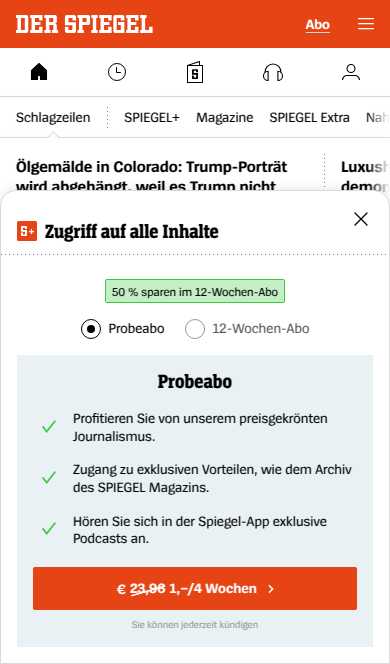 DER SPIEGEL
Abo
Schlagzeilen SPIEGEL+ Magazine SPIEGEL Extra
Ölgemälde in Colorado: Trump-Porträt
wird abgehängt, weil es Trump nicht
S+ Zugriff auf alle Inhalte
50 % sparen im 12-Wochen-Abo
Probeabo 12-Wochen-Abo
Probeabo
Profitieren Sie von unserem preisgekrönten
Journalismus.
Zugang zu exklusiven Vorteilen, wie dem Archiv
des SPIEGEL Magazins.
Hören Sie sich in der Spiegel-App exklusive
Podcasts an.
€ 23,96 1,–/4 Wochen
Sie können jederzeit kündigen